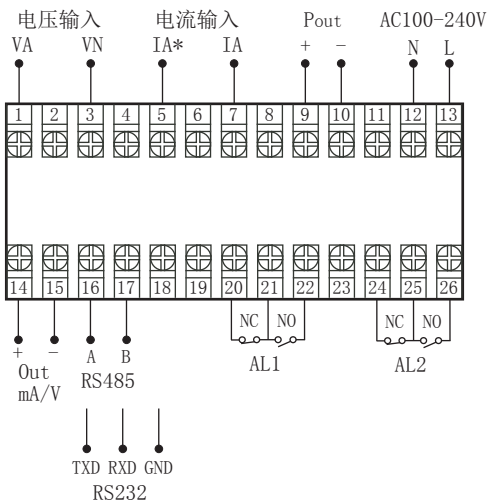 电压输入 电流输入 Pout AC100-240V
VA VN IA* IA + − N L
1 2 3 4 5 6 7 8 9 10 11 12 13
14 15 16 17 18 19 20 21 22 23 24 25 26
NC NO NC NO
+ − A B AL1 AL2
Out RS485
mA/V
TXD RXD GND
RS232